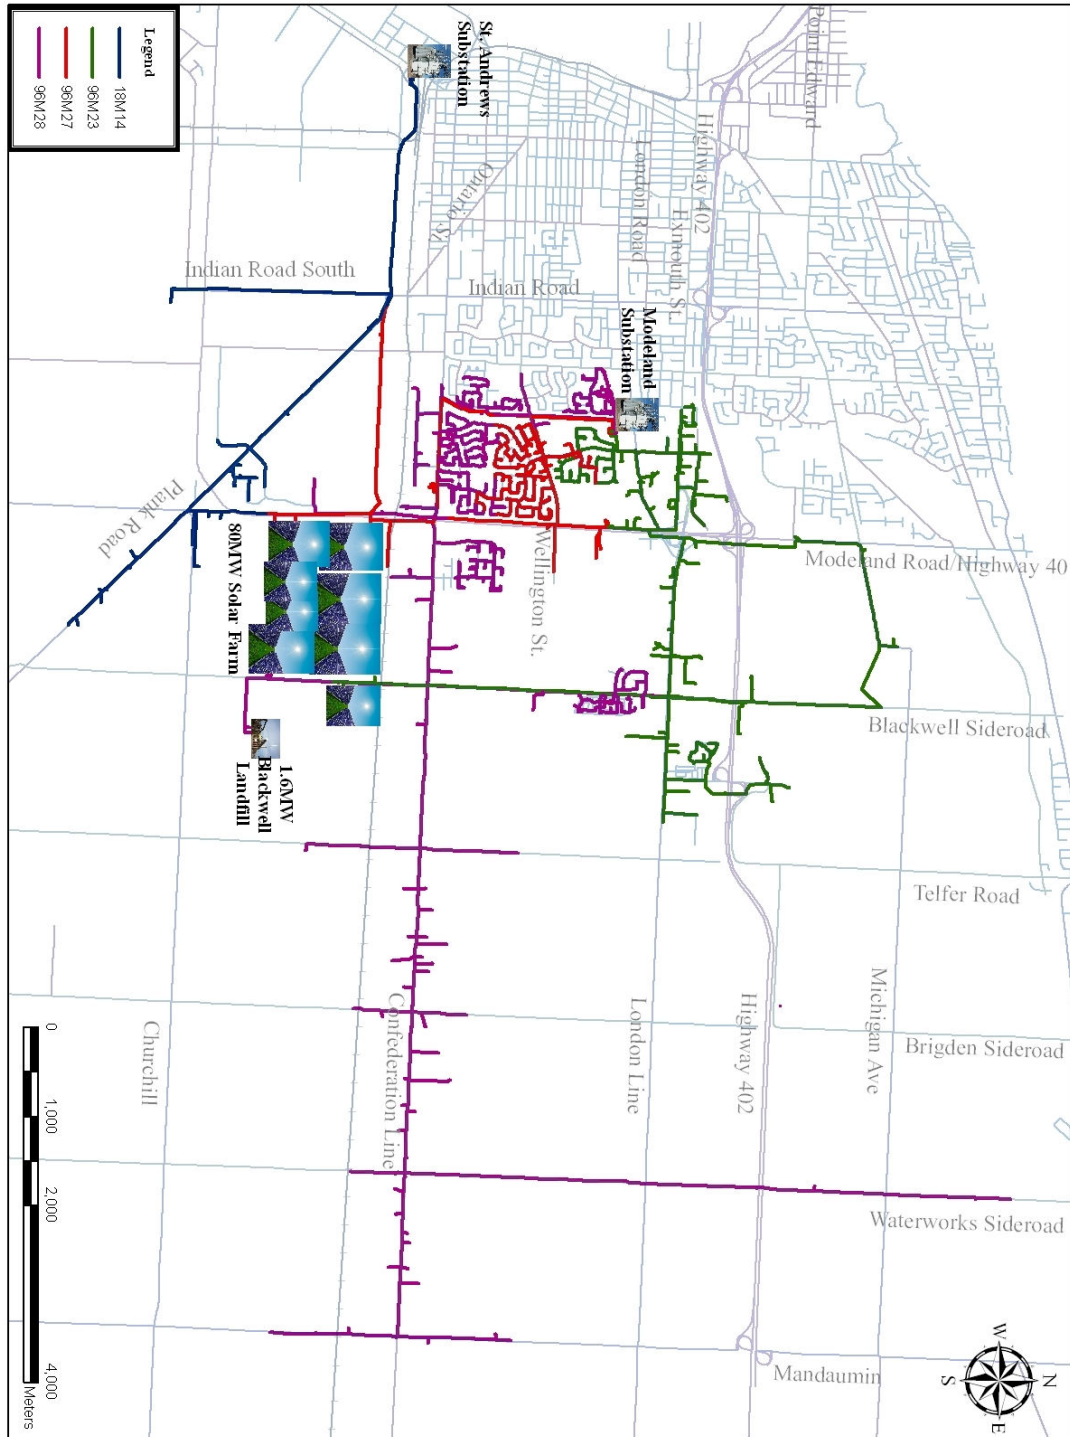 Point Edward
St. Andrews
Substation
Highway 402
London Road
Exmouth St.
Ontario St.
Indian Road South
Indian Road
Modeland
Substation
Plank Road
80MW Solar Farm
Wellington St.
Modeland Road/Highway 40
Blackwell Sideroad
1.6MW
Blackwell
Landfill
Telfer Road
Michigan Ave
Brigden Sideroad
Highway 402
London Line
Confederation Line
Churchill
Waterworks Sideroad
Mandaumin
Legend
18M14
96M23
96M27
96M28
0
1,000
2,000
4,000
Meters
N
E
S
W